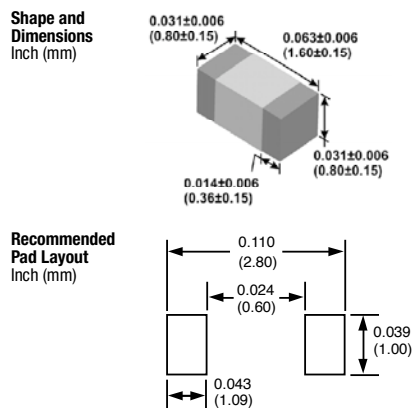 Shape and
Dimensions
Inch (mm)
0.031±0.006
(0.80±0.15)
0.063±0.006
(1.60±0.15)
0.031±0.006
(0.80±0.15)
0.014±0.006
(0.36±0.15)
Recommended
Pad Layout
Inch (mm)
0.110
(2.80)
0.024
(0.60)
0.039
(1.00)
0.043
(1.09)